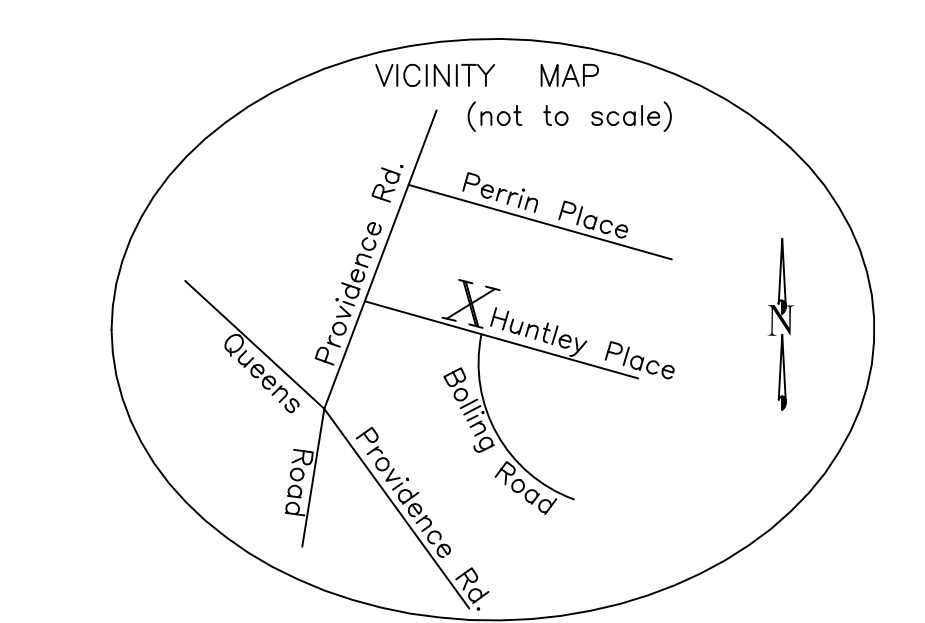 VICINITY MAP
(not to scale)
Providence Rd.
Perrin Place
X
Huntley Place
N
Queens
Road
Bolling Road
Providence Rd.